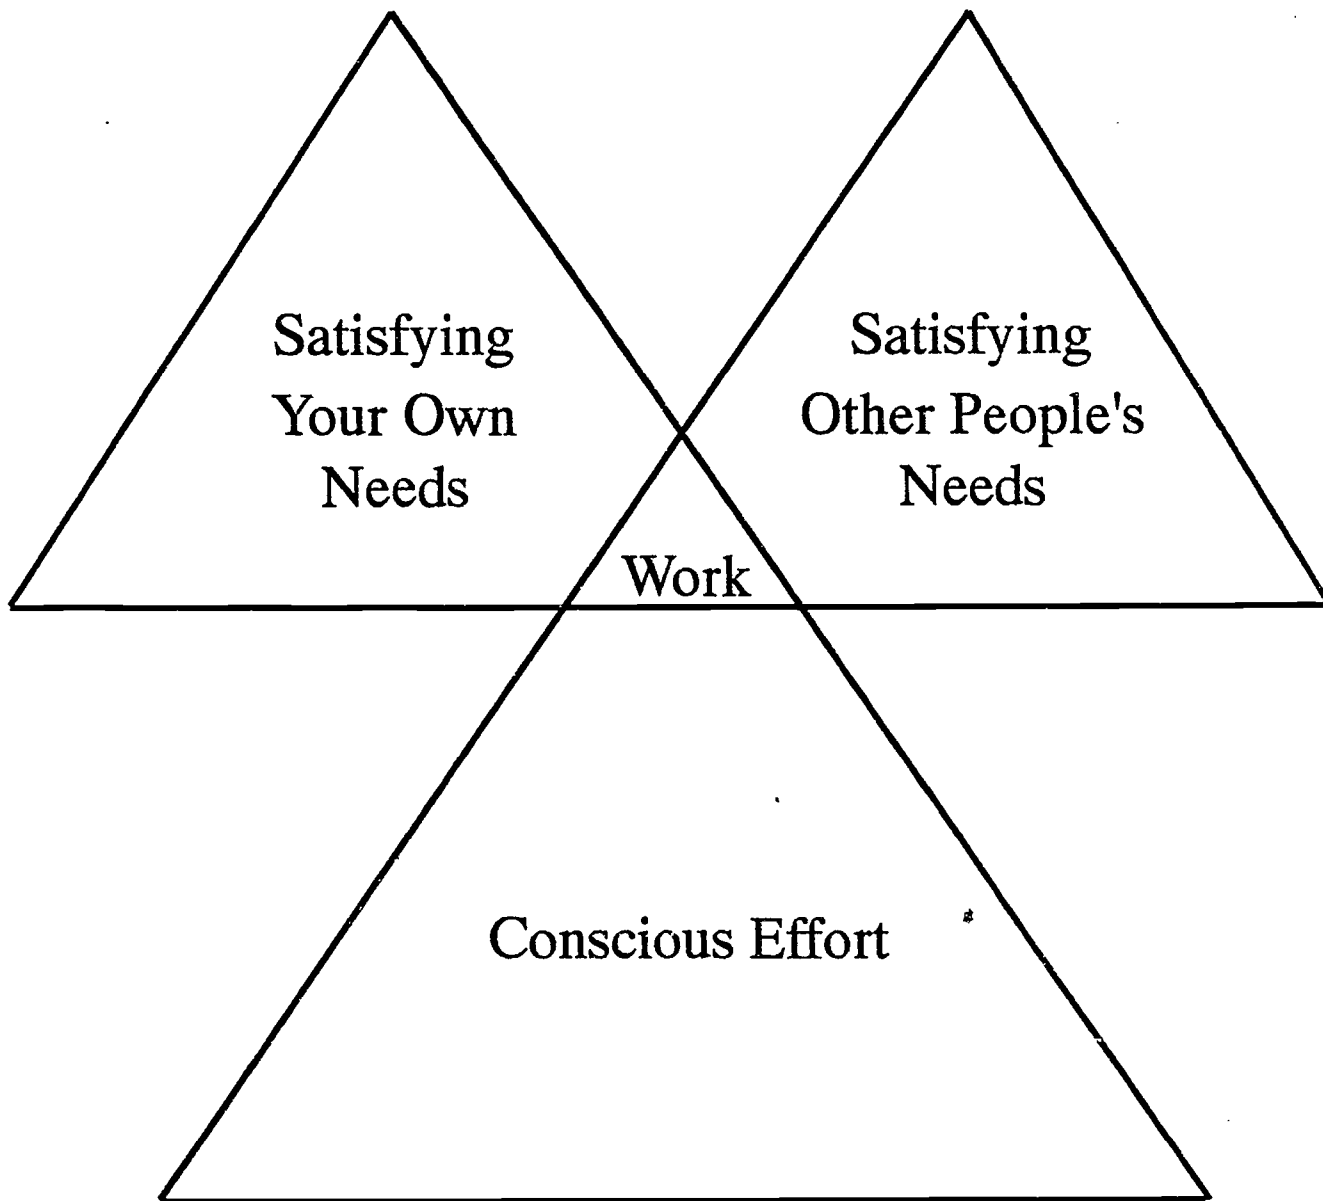 Satisfying
Your Own
Needs
Satisfying
Other People's
Needs
Work
Conscious Effort